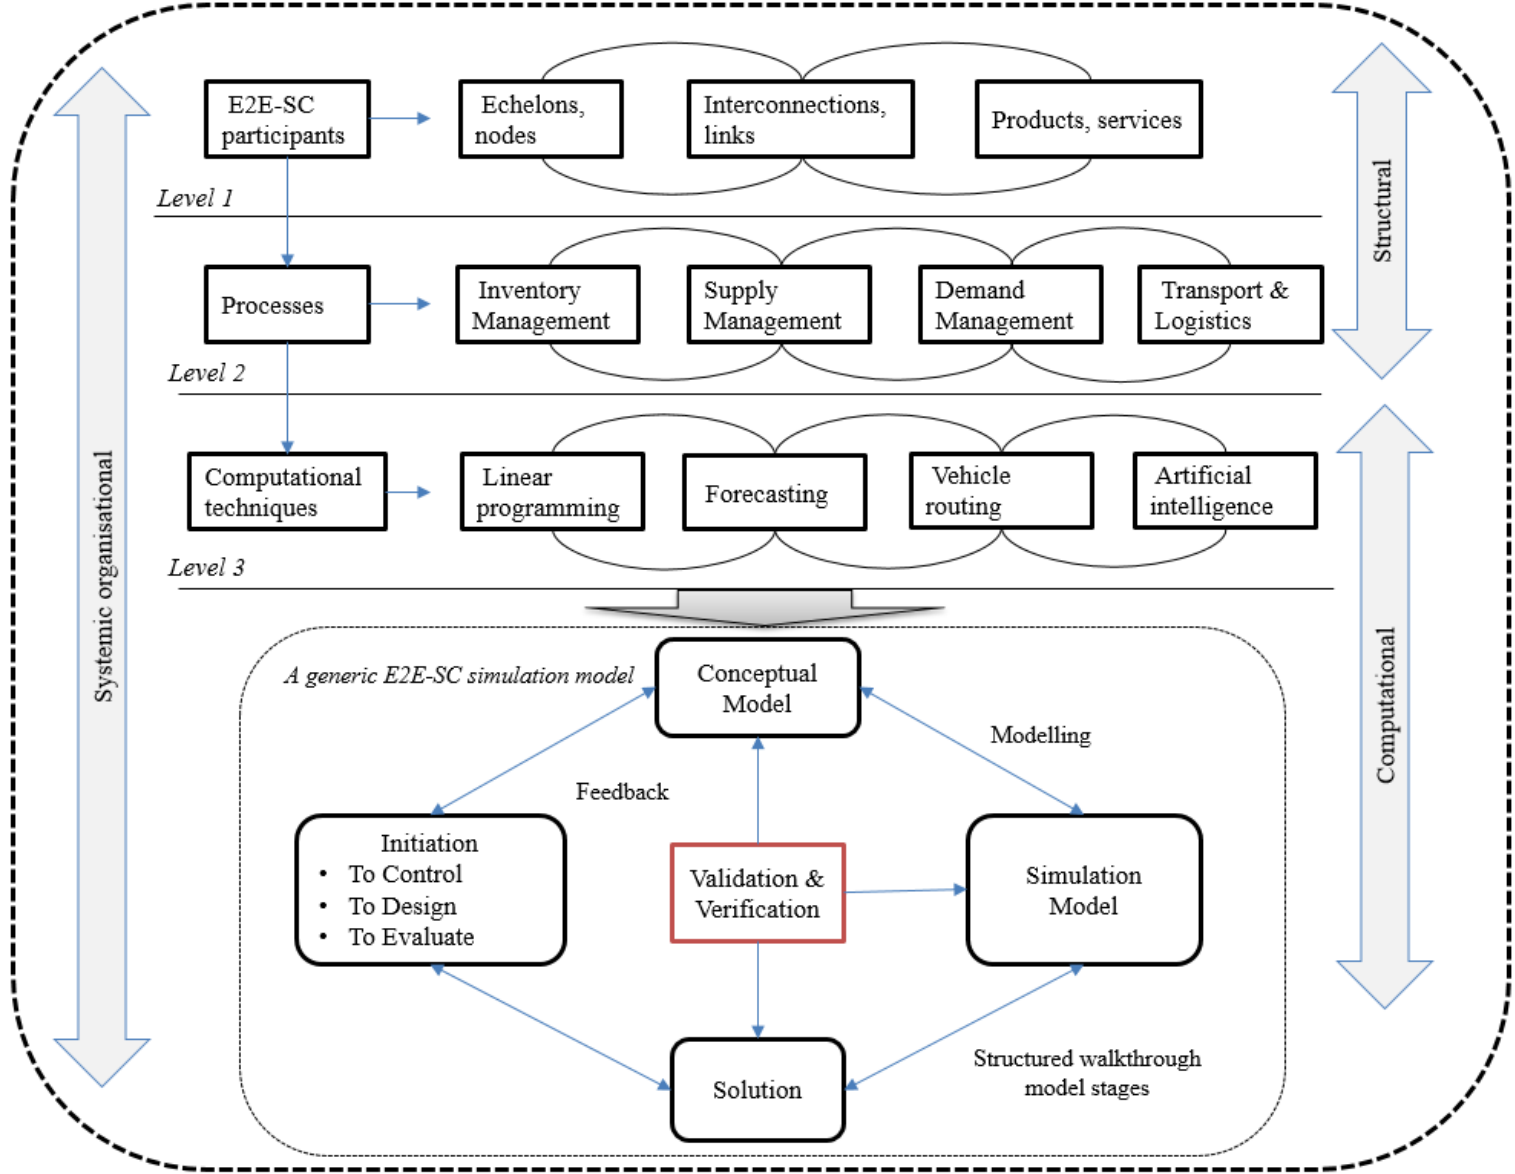 E2E-SC
participants
Echelons,
nodes
Interconnections,
links
Products, services
Level 1
Structural
Processes
Inventory
Management
Supply
Management
Demand
Management
Transport &
Logistics
Level 2
Systemic organisational
Computational
techniques
Linear
programming
Forecasting
Vehicle
routing
Artificial
intelligence
Level 3
Computational
A generic E2E-SC simulation model
Conceptual
Model
Modelling
Feedback
Initiation
• To Control
• To Design
• To Evaluate
Validation &
Verification
Simulation
Model
Solution
Structured walkthrough
model stages